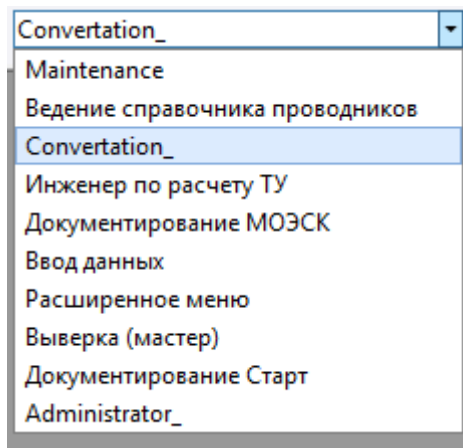 Convertation_
Maintenance
Ведение справочника проводников
Convertation_
Инженер по расчету ТУ
Документирование МОЭСК
Ввод данных
Расширенное меню
Выверка (мастер)
Документирование Старт
Administrator_